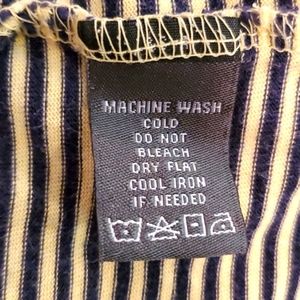 MACHINE WASH
COLD
DO NOT
BLEACH
DRY FLAT
COOL IRON
IF NEEDED